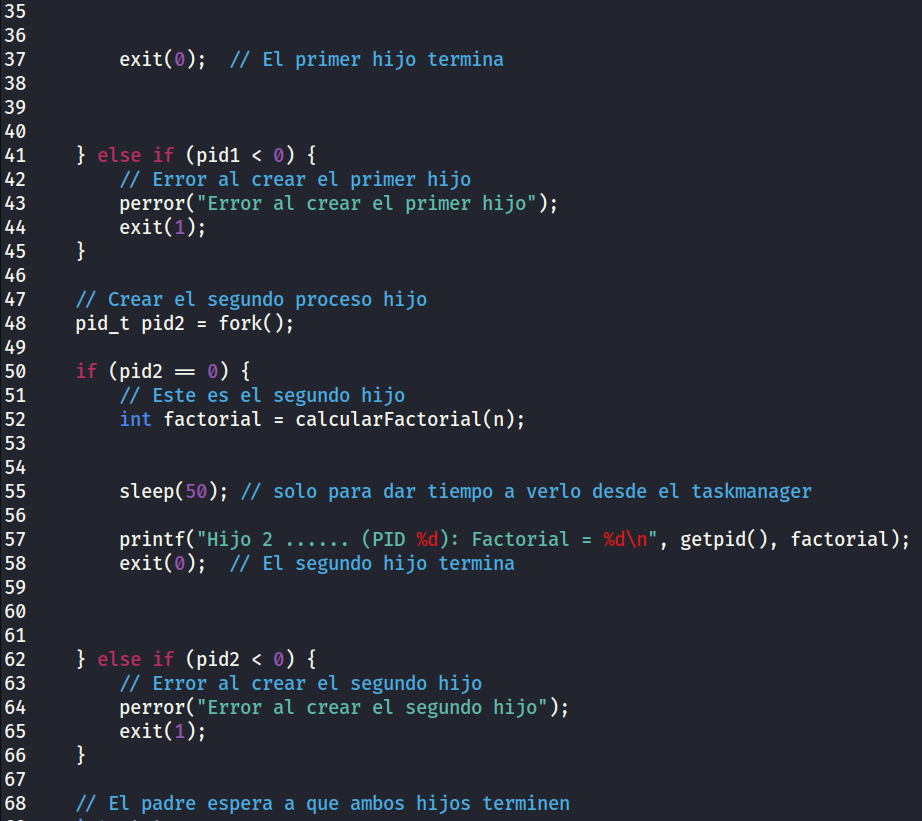 35
36
37 exit(0); // El primer hijo termina
38
39
40
41 } else if (pid1 < 0) {
42 // Error al crear el primer hijo
43 perror("Error al crear el primer hijo");
44 exit(1);
45 }
46
47 // Crear el segundo proceso hijo
48 pid_t pid2 = fork();
49
50 if (pid2 == 0) {
51 // Este es el segundo hijo
52 int factorial = calcularFactorial(n);
53
54
55 sleep(50); // solo para dar tiempo a verlo desde el taskmanager
56
57 printf("Hijo 2 ...... (PID %d): Factorial = %d\n", getpid(), factorial);
58 exit(0); // El segundo hijo termina
59
60
61
62 } else if (pid2 < 0) {
63 // Error al crear el segundo hijo
64 perror("Error al crear el segundo hijo");
65 exit(1);
66 }
67
68 // El padre espera a que ambos hijos terminen